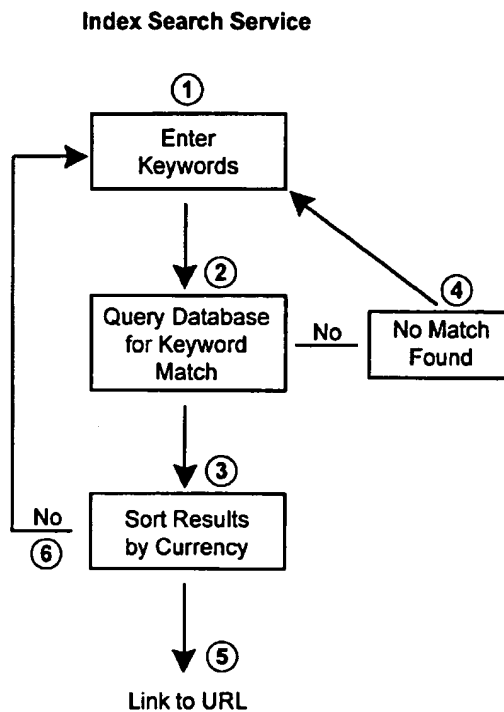 Index Search Service
①
Enter
Keywords
②
④
Query Database
for Keyword
Match
No
No Match
Found
③
No
⑥
Sort Results
by Currency
⑤
Link to URL